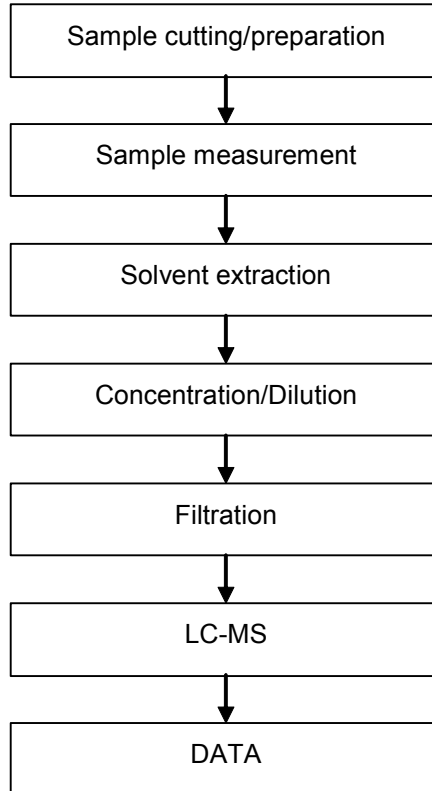 Sample cutting/preparation
Sample measurement
Solvent extraction
Concentration/Dilution
Filtration
LC-MS
DATA